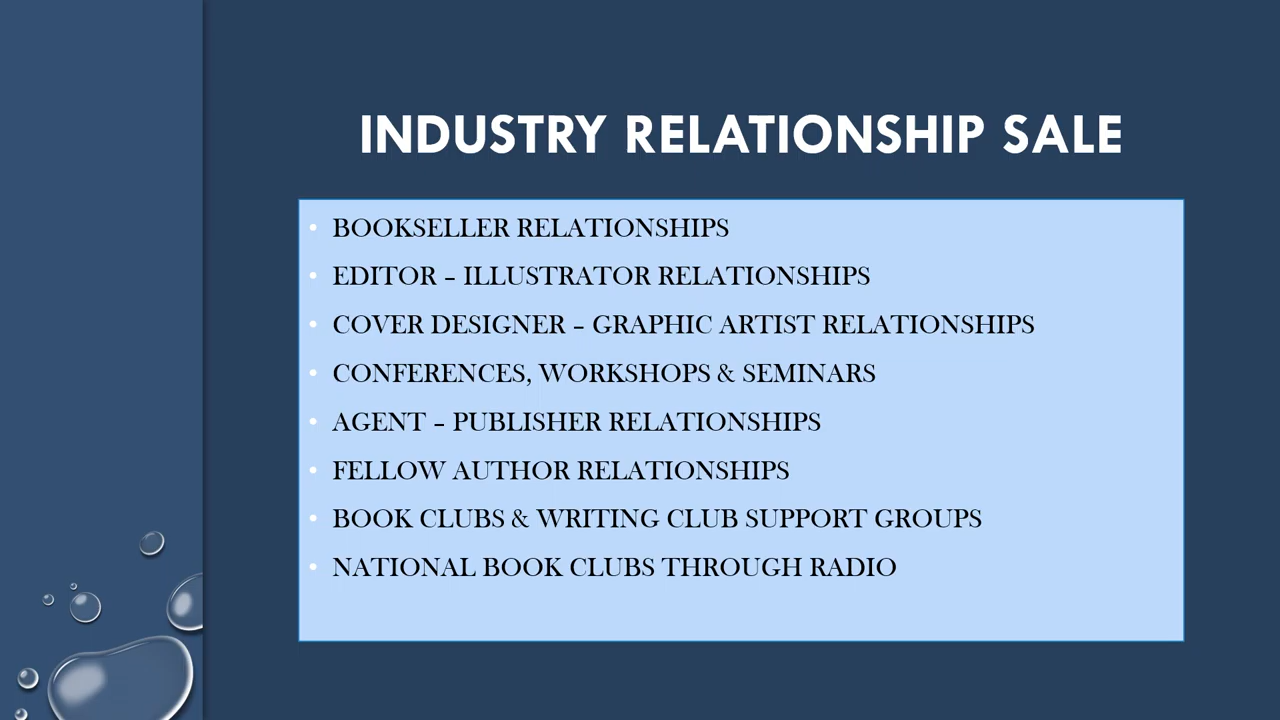 INDUSTRY RELATIONSHIP SALE
• BOOKSELLER RELATIONSHIPS
• EDITOR – ILLUSTRATOR RELATIONSHIPS
• COVER DESIGNER – GRAPHIC ARTIST RELATIONSHIPS
• CONFERENCES, WORKSHOPS & SEMINARS
• AGENT – PUBLISHER RELATIONSHIPS
• FELLOW AUTHOR RELATIONSHIPS
• BOOK CLUBS & WRITING CLUB SUPPORT GROUPS
• NATIONAL BOOK CLUBS THROUGH RADIO